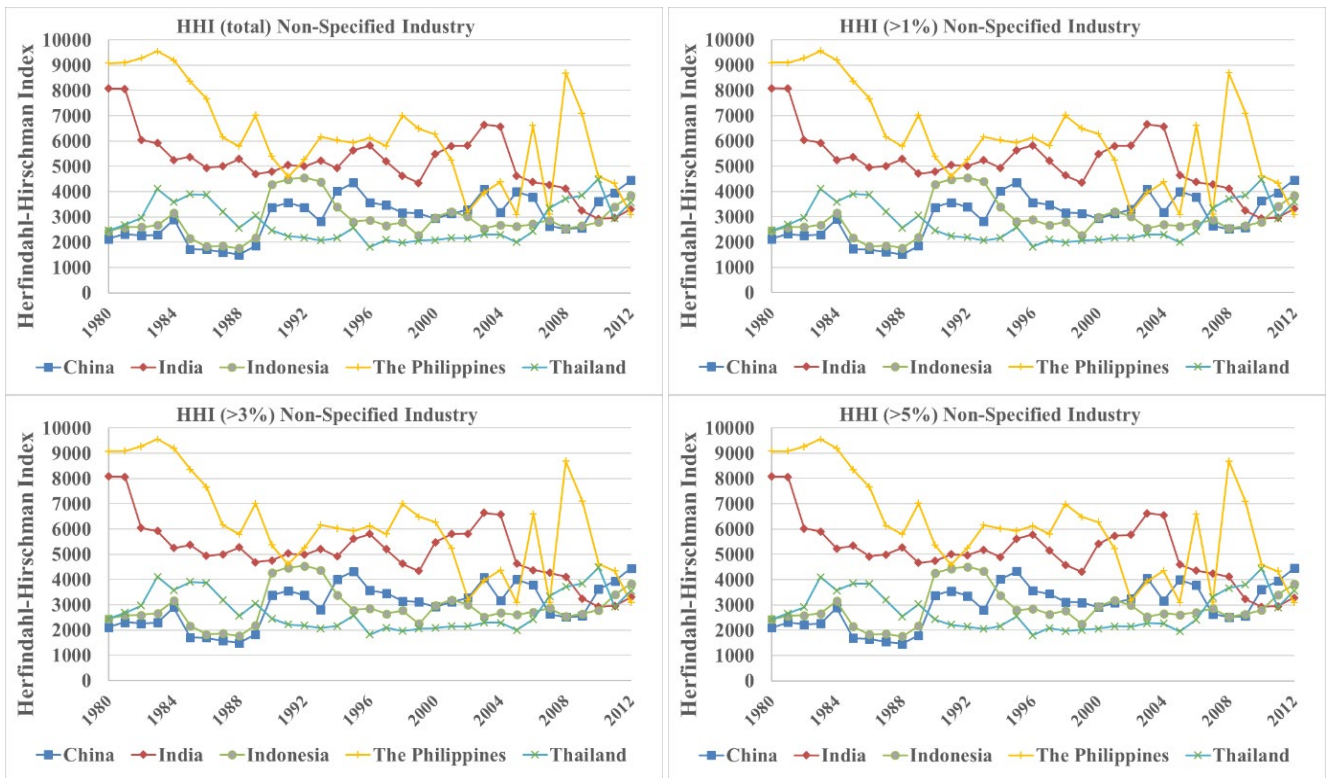 HHI (total) Non-Specified Industry
Herfindahl-Hirschman Index
10000
9000
8000
7000
6000
5000
4000
3000
2000
1000
0
1980
1984
1988
1992
1996
2000
2004
2008
2012
China
India
Indonesia
The Philippines
Thailand
HHI (>1%) Non-Specified Industry
Herfindahl-Hirschman Index
10000
9000
8000
7000
6000
5000
4000
3000
2000
1000
0
1980
1984
1988
1992
1996
2000
2004
2008
2012
China
India
Indonesia
The Philippines
Thailand
HHI (>3%) Non-Specified Industry
Herfindahl-Hirschman Index
10000
9000
8000
7000
6000
5000
4000
3000
2000
1000
0
1980
1984
1988
1992
1996
2000
2004
2008
2012
China
India
Indonesia
The Philippines
Thailand
HHI (>5%) Non-Specified Industry
Herfindahl-Hirschman Index
10000
9000
8000
7000
6000
5000
4000
3000
2000
1000
0
1980
1984
1988
1992
1996
2000
2004
2008
2012
China
India
Indonesia
The Philippines
Thailand